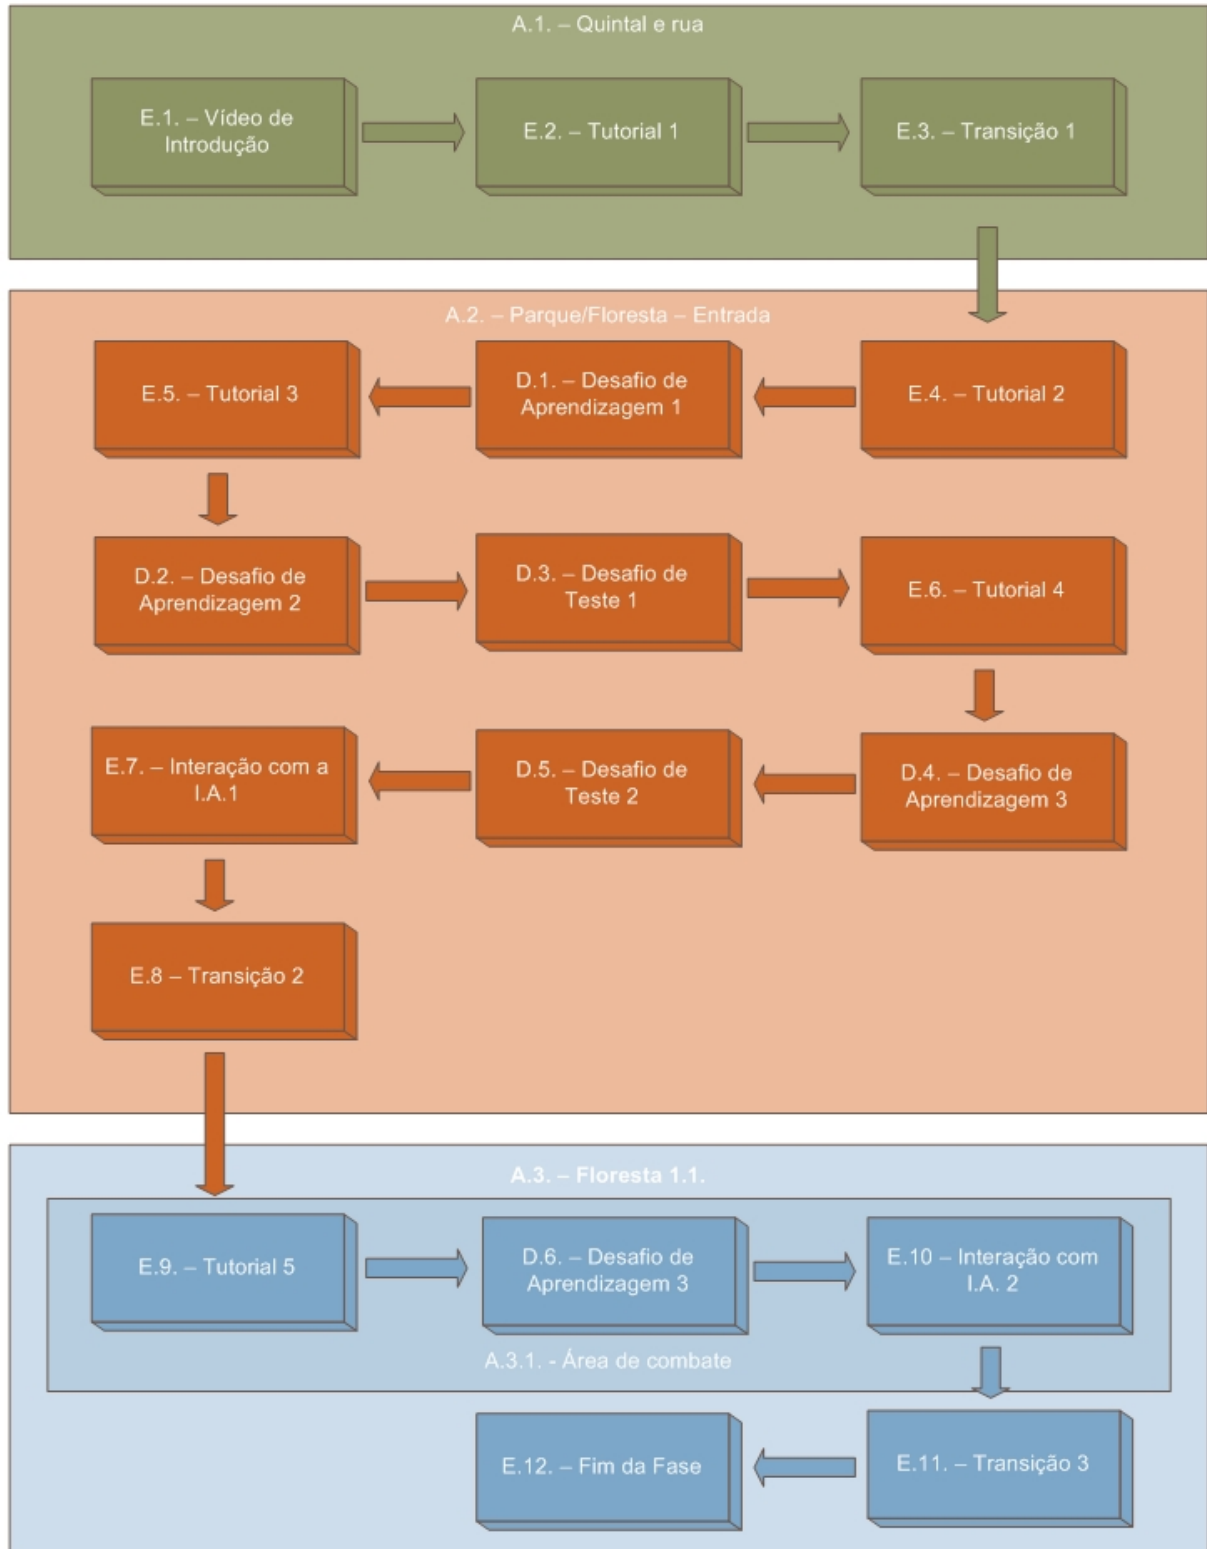 A.1. – Quintal e rua
E.1. – Vídeo de
Introdução
E.2. – Tutorial 1
E.3. – Transição 1
A.2. – Parque/Floresta – Entrada
E.5. – Tutorial 3
D.1. – Desafio de
Aprendizagem 1
E.4. – Tutorial 2
D.2. – Desafio de
Aprendizagem 2
D.3. – Desafio de
Teste 1
E.6. – Tutorial 4
E.7. – Interação com a
I.A.1
D.5. – Desafio de
Teste 2
D.4. – Desafio de
Aprendizagem 3
E.8 – Transição 2
A.3. – Floresta 1.1.
E.9. – Tutorial 5
D.6. – Desafio de
Aprendizagem 3
E.10 – Interação com
I.A. 2
A.3.1. - Área de combate
E.12. – Fim da Fase
E.11. – Transição 3